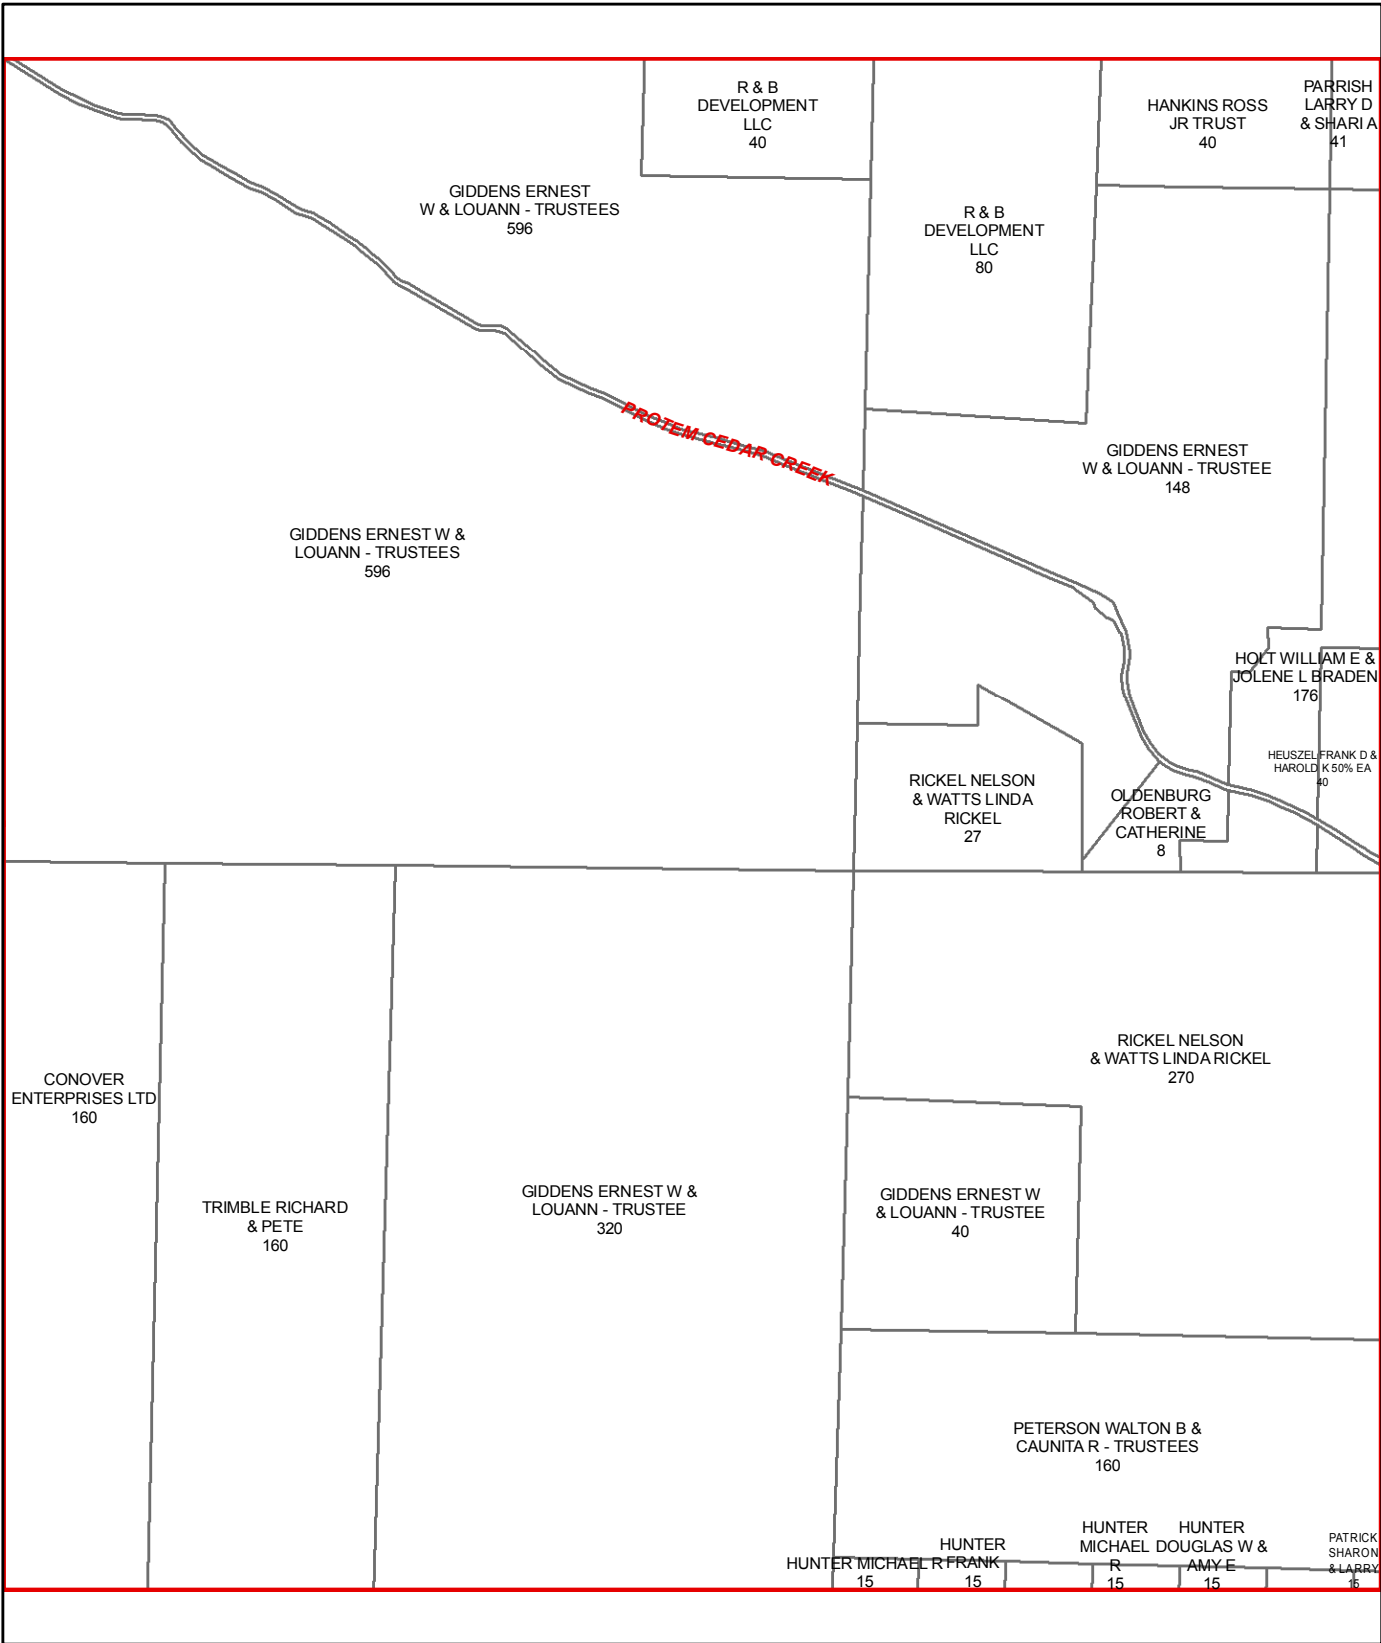 R & B
DEVELOPMENT
LLC
40
HANKINS ROSS
JR TRUST
40
PARRISH
LARRY D
& SHARI A
41
GIDDENS ERNEST
W & LOUANN - TRUSTEES
596
R & B
DEVELOPMENT
LLC
80
PROTEM CEDAR CREEK
GIDDENS ERNEST
W & LOUANN - TRUSTEE
148
GIDDENS ERNEST W &
LOUANN - TRUSTEES
596
HOLT WILLIAM E &
JOLENE L BRADEN
176
HEUSZEL FRANK D &
HAROLD K 50% EA
40
RICKEL NELSON
& WATTS LINDA
RICKEL
27
OLDENBURG
ROBERT &
CATHERINE
8
RICKEL NELSON
& WATTS LINDA RICKEL
270
CONOVER
ENTERPRISES LTD
160
TRIMBLE RICHARD
& PETE
160
GIDDENS ERNEST W &
LOUANN - TRUSTEE
320
GIDDENS ERNEST W
& LOUANN - TRUSTEE
40
PETERSON WALTON B &
CAUNITA R - TRUSTEES
160
HUNTER MICHAEL R
15
HUNTER
FRANK
15
HUNTER
MICHAEL
R
15
HUNTER
DOUGLAS W &
AMY E
15
PATRICK
SHARON
& LARRY
15